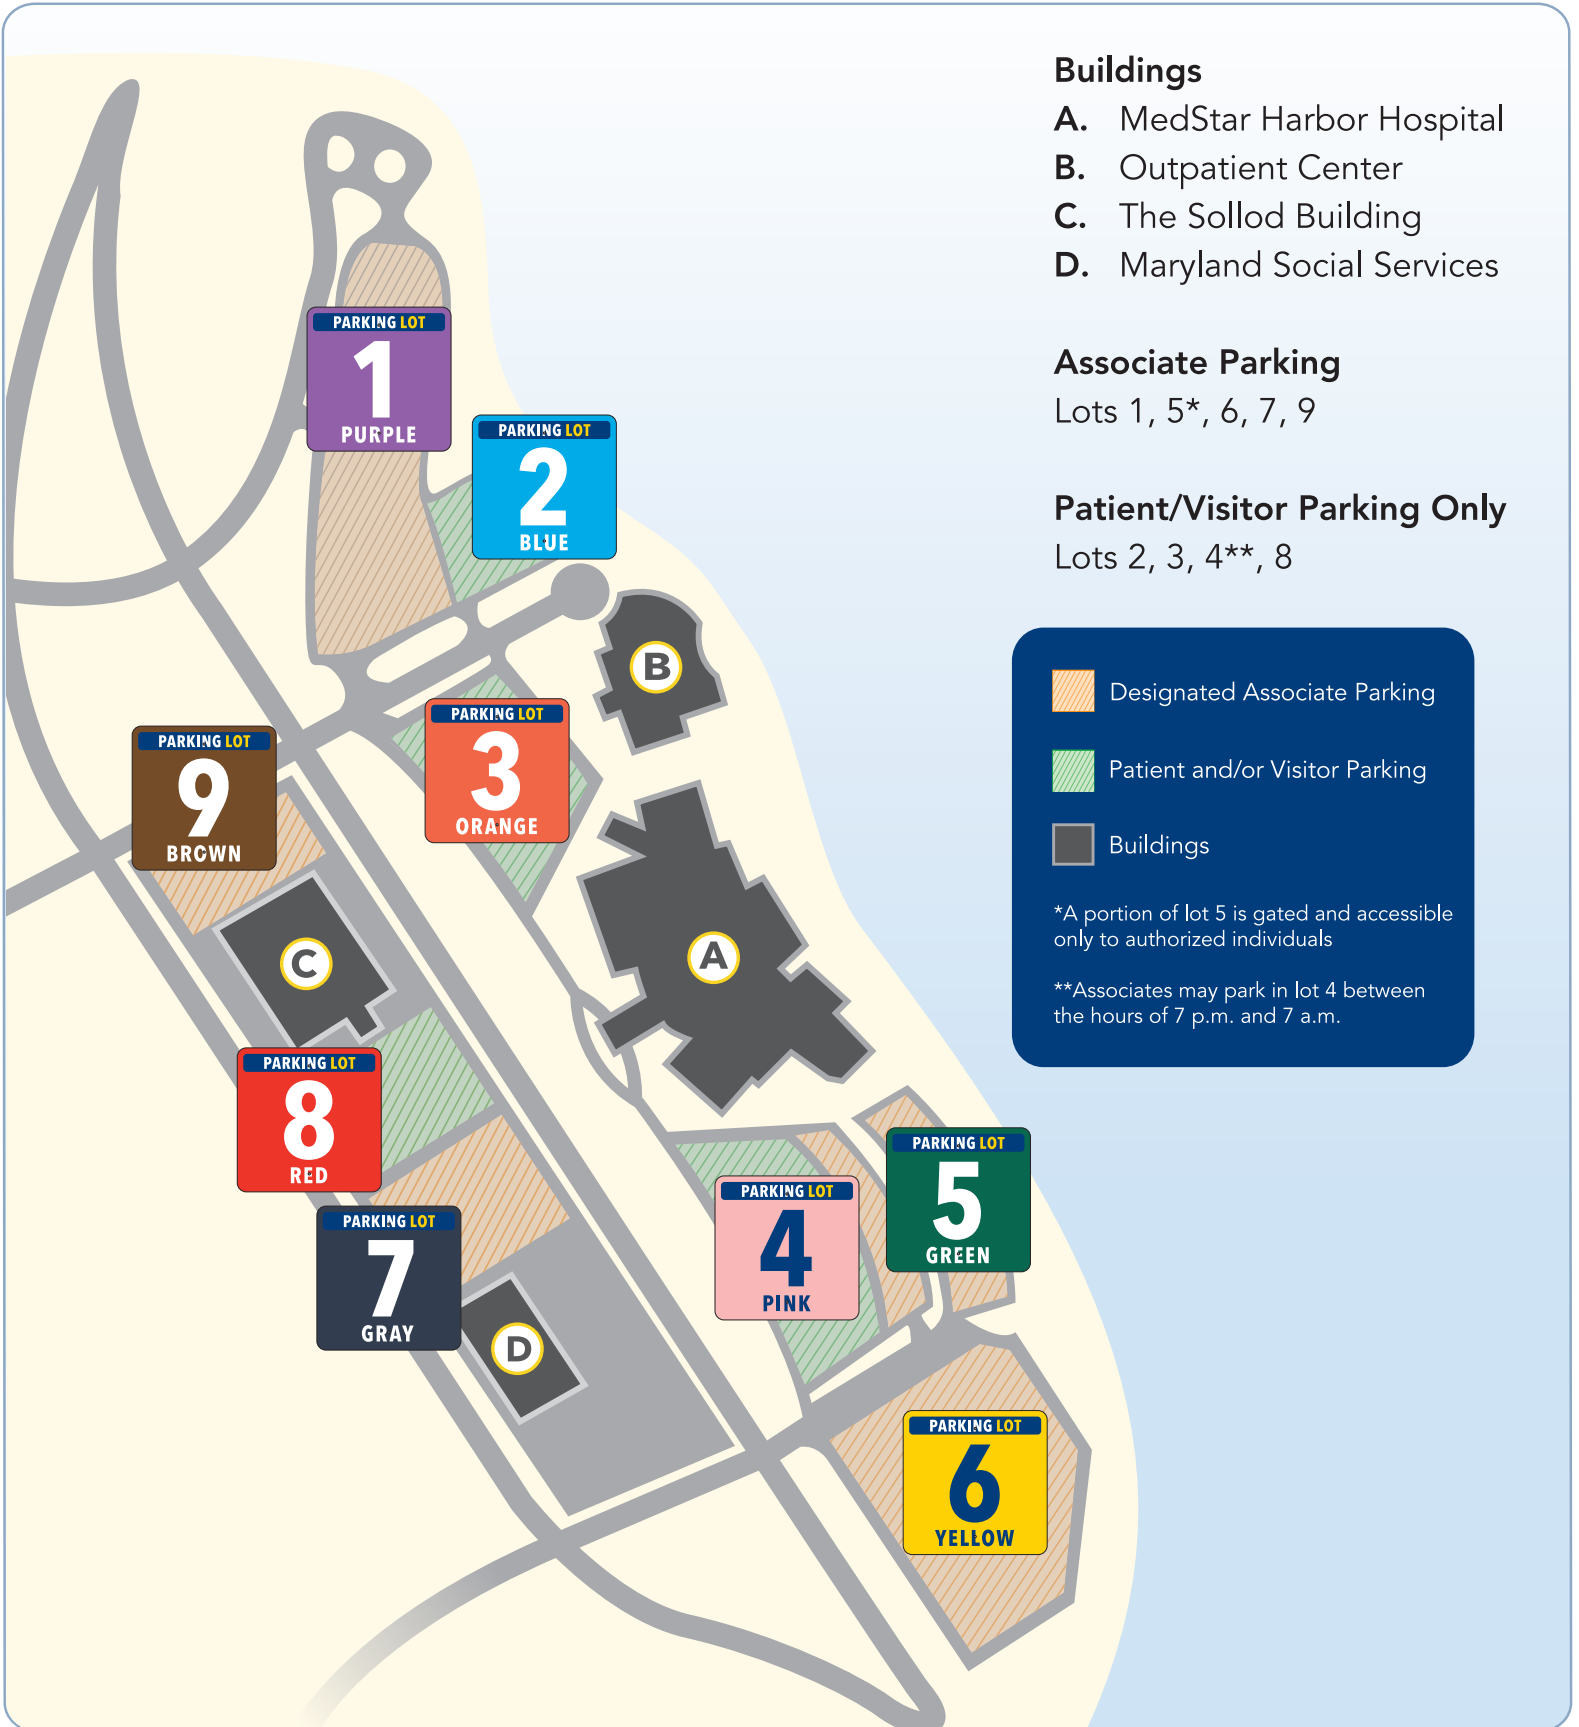 Buildings
A. MedStar Harbor Hospital
B. Outpatient Center
C. The Sollod Building
D. Maryland Social Services
Associate Parking
Lots 1, 5*, 6, 7, 9
Patient/Visitor Parking Only
Lots 2, 3, 4**, 8
Designated Associate Parking
Patient and/or Visitor Parking
Buildings
*A portion of lot 5 is gated and accessible
only to authorized individuals
**Associates may park in lot 4 between
the hours of 7 p.m. and 7 a.m.
PARKING LOT
1
PURPLE
PARKING LOT
2
BLUE
B
PARKING LOT
3
ORANGE
PARKING LOT
9
BROWN
C
A
PARKING LOT
8
RED
PARKING LOT
5
GREEN
PARKING LOT
4
PINK
PARKING LOT
7
GRAY
D
PARKING LOT
6
YELLOW